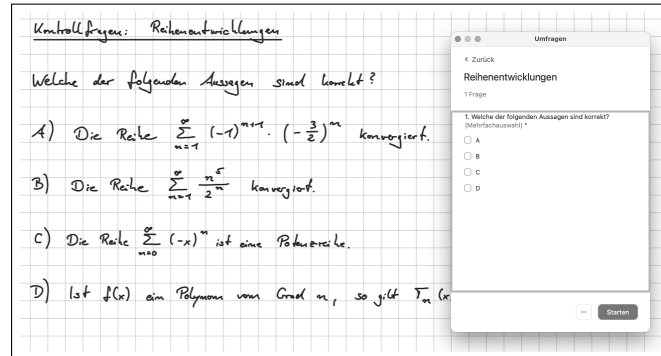 Kontrollfragen: Reihenentwicklungen
Welche der folgenden Aussagen sind korrekt?
A) Die Reihe ∑_{n=1}^{∞} (-1)^{n+1} · (-3/2)^n konvergiert.
B) Die Reihe ∑_{n=1}^{∞} n^5/2^n konvergiert.
C) Die Reihe ∑_{n=0}^{∞} (-x)^n ist eine Potenzreihe.
D) Ist f(x) ein Polynom vom Grad n, so gilt T_n (x
Umfragen
< Zurück
Reihenentwicklungen
1 Frage
1. Welche der folgenden Aussagen sind korrekt?
(Mehrfachauswahl) *
A
B
C
D
... Starten